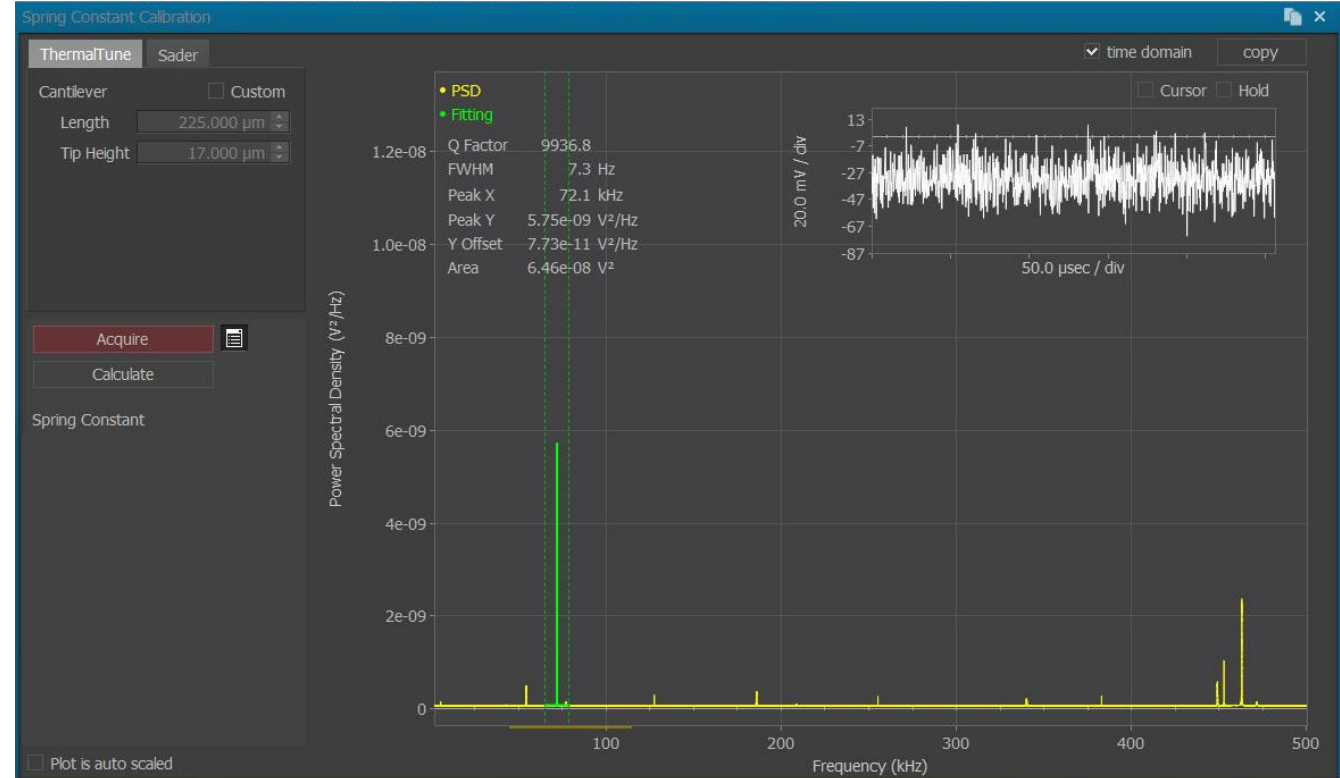 Spring Constant Calibration
ThermalTune Sader
time domain copy
Cantilever Custom
Length 225.000 µm
Tip Height 17.000 µm
Acquire
Calculate
Spring Constant
Plot is auto scaled
PSD
Fitting
Q Factor 9936.8
FWHM 7.3 Hz
Peak X 72.1 kHz
Peak Y 5.75e-09 V²/Hz
Y Offset 7.73e-11 V²/Hz
Area 6.46e-08 V²
Cursor Hold
20.0 mV / div
13
-7
-27
-47
-67
-87
50.0 µsec / div
Power Spectral Density (V²/Hz)
1.2e-08
1.0e-08
8e-09
6e-09
4e-09
2e-09
0
100 200 300 400 500
Frequency (kHz)